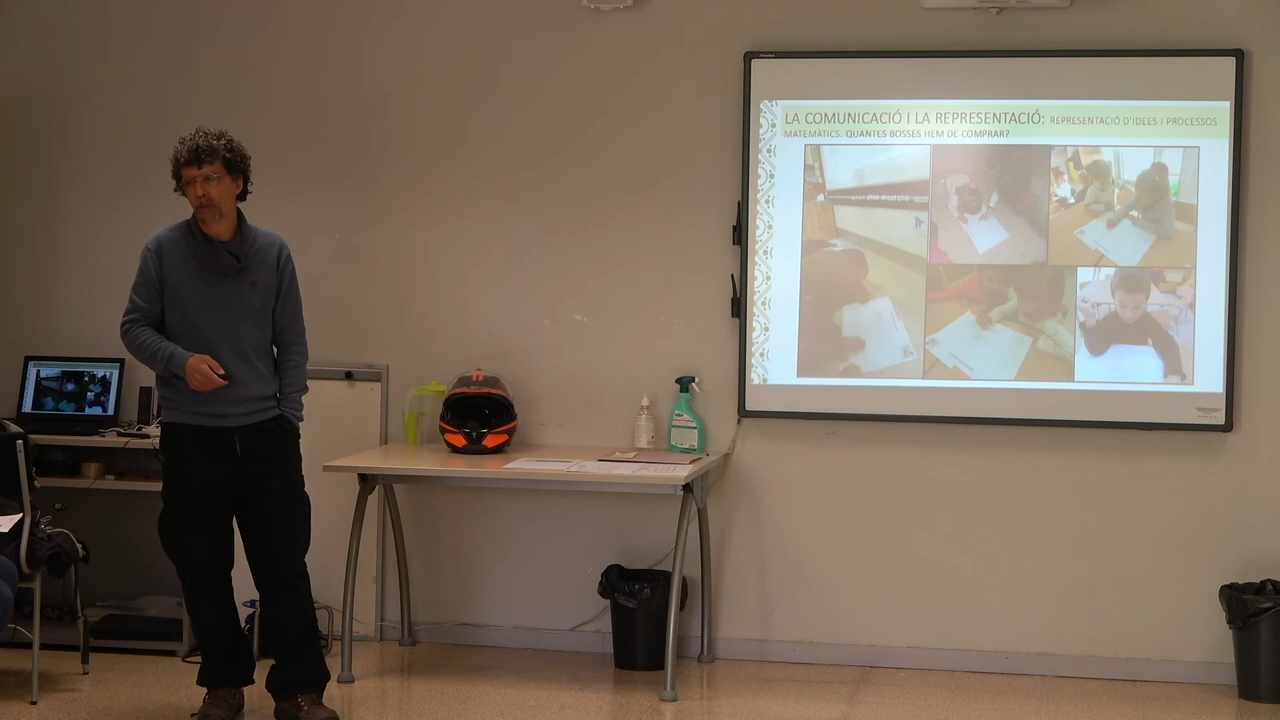 LA COMUNICACIÓ I LA REPRESENTACIÓ: REPRESENTACIÓ D'IDEES I PROCESSOS
MATEMÀTICS. QUANTES BOSSES HEM DE COMPRAR?